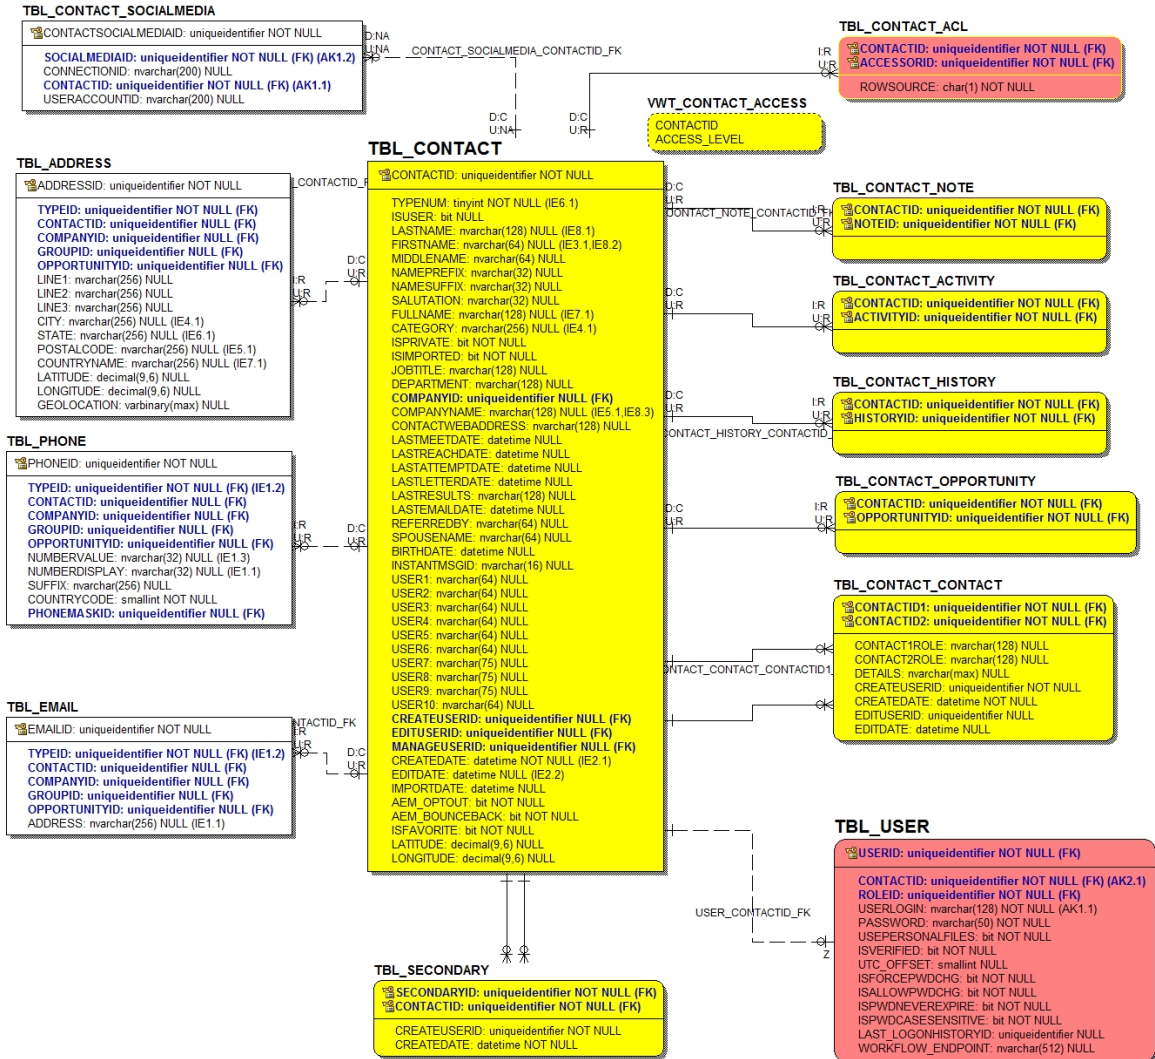 TBL_CONTACT_SOCIALMEDIA
CONTACTSOCIALMEDIAID: uniqueidentifier NOT NULL
SOCIALMEDIAID: uniqueidentifier NOT NULL (FK) (AK1.2)
CONNECTIONID: nvarchar(200) NULL
CONTACTID: uniqueidentifier NOT NULL (FK) (AK1.1)
USERACCOUNTID: nvarchar(200) NULL
D:NA
U:NA
CONTACT_SOCIALMEDIA_CONTACTID_FK
D:C
U:NA
TBL_CONTACT_ACL
CONTACTID: uniqueidentifier NOT NULL (FK)
ACCESSORID: uniqueidentifier NOT NULL (FK)
ROWSOURCE: char(1) NOT NULL
I:R
U:R
D:C
U:R
VWT_CONTACT_ACCESS
CONTACTID
ACCESS_LEVEL
TBL_ADDRESS
ADDRESSID: uniqueidentifier NOT NULL
TYPEID: uniqueidentifier NOT NULL (FK)
CONTACTID: uniqueidentifier NULL (FK)
COMPANYID: uniqueidentifier NULL (FK)
GROUPID: uniqueidentifier NULL (FK)
OPPORTUNITYID: uniqueidentifier NULL (FK)
LINE1: nvarchar(256) NULL
LINE2: nvarchar(256) NULL
LINE3: nvarchar(256) NULL
CITY: nvarchar(256) NULL (IE4.1)
STATE: nvarchar(256) NULL (IE6.1)
POSTALCODE: nvarchar(256) NULL (IE5.1)
COUNTRYNAME: nvarchar(256) NULL (IE7.1)
LATITUDE: decimal(9,6) NULL
LONGITUDE: decimal(9,6) NULL
GEOLOCATION: varbinary(max) NULL
_CONTACTID_F
D:C
U:R
I:R
U:R
TBL_CONTACT
CONTACTID: uniqueidentifier NOT NULL
TYPENUM: tinyint NOT NULL (IE6.1)
ISUSER: bit NULL
LASTNAME: nvarchar(128) NULL (IE8.1)
FIRSTNAME: nvarchar(64) NULL (IE3.1,IE8.2)
MIDDLENAME: nvarchar(64) NULL
NAMEPREFIX: nvarchar(32) NULL
NAMESUFFIX: nvarchar(32) NULL
SALUTATION: nvarchar(32) NULL
FULLNAME: nvarchar(128) NULL (IE7.1)
CATEGORY: nvarchar(256) NULL (IE4.1)
ISPRIVATE: bit NOT NULL
ISIMPORTED: bit NOT NULL
JOBTITLE: nvarchar(128) NULL
DEPARTMENT: nvarchar(128) NULL
COMPANYID: uniqueidentifier NULL (FK)
COMPANYNAME: nvarchar(128) NULL (IE5.1,IE8.3)
CONTACTWEBADDRESS: nvarchar(128) NULL
LASTMEETDATE: datetime NULL
LASTREACHDATE: datetime NULL
LASTATTEMPTDATE: datetime NULL
LASTLETTERDATE: datetime NULL
LASTRESULTS: nvarchar(128) NULL
LASTEMAILDATE: datetime NULL
REFERREDBY: nvarchar(64) NULL
SPOUSENAME: nvarchar(64) NULL
BIRTHDATE: datetime NULL
INSTANTMSGID: nvarchar(16) NULL
USER1: nvarchar(64) NULL
USER2: nvarchar(64) NULL
USER3: nvarchar(64) NULL
USER4: nvarchar(64) NULL
USER5: nvarchar(64) NULL
USER6: nvarchar(64) NULL
USER7: nvarchar(75) NULL
USER8: nvarchar(75) NULL
USER9: nvarchar(75) NULL
USER10: nvarchar(64) NULL
CREATEUSERID: uniqueidentifier NULL (FK)
EDITUSERID: uniqueidentifier NULL (FK)
MANAGEUSERID: uniqueidentifier NULL (FK)
CREATEDATE: datetime NOT NULL (IE2.1)
EDITDATE: datetime NULL (IE2.2)
IMPORTDATE: datetime NULL
AEM_OPTOUT: bit NOT NULL
AEM_BOUNCEBACK: bit NOT NULL
ISFAVORITE: bit NOT NULL
LATITUDE: decimal(9,6) NULL
LONGITUDE: decimal(9,6) NULL
TBL_CONTACT_NOTE
CONTACTID: uniqueidentifier NOT NULL (FK)
NOTEID: uniqueidentifier NOT NULL (FK)
D:C
U:R
CONTACT_NOTE_CONTACTID_FK
I:R
U:R
TBL_CONTACT_ACTIVITY
CONTACTID: uniqueidentifier NOT NULL (FK)
ACTIVITYID: uniqueidentifier NOT NULL (FK)
D:C
U:R
I:R
U:R
TBL_CONTACT_HISTORY
CONTACTID: uniqueidentifier NOT NULL (FK)
HISTORYID: uniqueidentifier NOT NULL (FK)
D:C
U:R
I:R
U:R
CONTACT_HISTORY_CONTACTID_
TBL_PHONE
PHONEID: uniqueidentifier NOT NULL
TYPEID: uniqueidentifier NOT NULL (FK) (IE1.2)
CONTACTID: uniqueidentifier NULL (FK)
COMPANYID: uniqueidentifier NULL (FK)
GROUPID: uniqueidentifier NULL (FK)
OPPORTUNITYID: uniqueidentifier NULL (FK)
NUMBERVALUE: nvarchar(32) NULL (IE1.3)
NUMBERDISPLAY: nvarchar(32) NULL (IE1.1)
SUFFIX: nvarchar(256) NULL
COUNTRYCODE: smallint NOT NULL
PHONEMASKID: uniqueidentifier NULL (FK)
I:R
U:R
D:C
U:R
TBL_CONTACT_OPPORTUNITY
CONTACTID: uniqueidentifier NOT NULL (FK)
OPPORTUNITYID: uniqueidentifier NOT NULL (FK)
D:C
U:R
I:R
U:R
TBL_CONTACT_CONTACT
CONTACTID1: uniqueidentifier NOT NULL (FK)
CONTACTID2: uniqueidentifier NOT NULL (FK)
CONTACT1ROLE: nvarchar(128) NULL
CONTACT2ROLE: nvarchar(128) NULL
DETAILS: nvarchar(max) NULL
CREATEUSERID: uniqueidentifier NOT NULL
CREATEDATE: datetime NOT NULL
EDITUSERID: uniqueidentifier NULL
EDITDATE: datetime NULL
ONTACT_CONTACT_CONTACTID1_
TBL_EMAIL
EMAILID: uniqueidentifier NOT NULL
TYPEID: uniqueidentifier NOT NULL (FK) (IE1.2)
CONTACTID: uniqueidentifier NULL (FK)
COMPANYID: uniqueidentifier NULL (FK)
GROUPID: uniqueidentifier NULL (FK)
OPPORTUNITYID: uniqueidentifier NULL (FK)
ADDRESS: nvarchar(256) NULL (IE1.1)
NTACTID_FK
I:R
U:R
D:C
U:R
TBL_USER
USERID: uniqueidentifier NOT NULL (FK)
CONTACTID: uniqueidentifier NOT NULL (FK) (AK2.1)
ROLEID: uniqueidentifier NOT NULL (FK)
USERLOGIN: nvarchar(128) NOT NULL (AK1.1)
PASSWORD: nvarchar(50) NOT NULL
USEPERSONALFILES: bit NOT NULL
ISVERIFIED: bit NOT NULL
UTC_OFFSET: smallint NULL
ISFORCEPWDCHG: bit NOT NULL
ISALLOWPWDCHG: bit NOT NULL
ISPWDNEVEREXPIRE: bit NOT NULL
ISPWDCASESENSITIVE: bit NOT NULL
LAST_LOGONHISTORYID: uniqueidentifier NULL
WORKFLOW_ENDPOINT: nvarchar(512) NULL
USER_CONTACTID_FK
Z
TBL_SECONDARY
SECONDARYID: uniqueidentifier NOT NULL (FK)
CONTACTID: uniqueidentifier NOT NULL (FK)
CREATEUSERID: uniqueidentifier NOT NULL
CREATEDATE: datetime NOT NULL